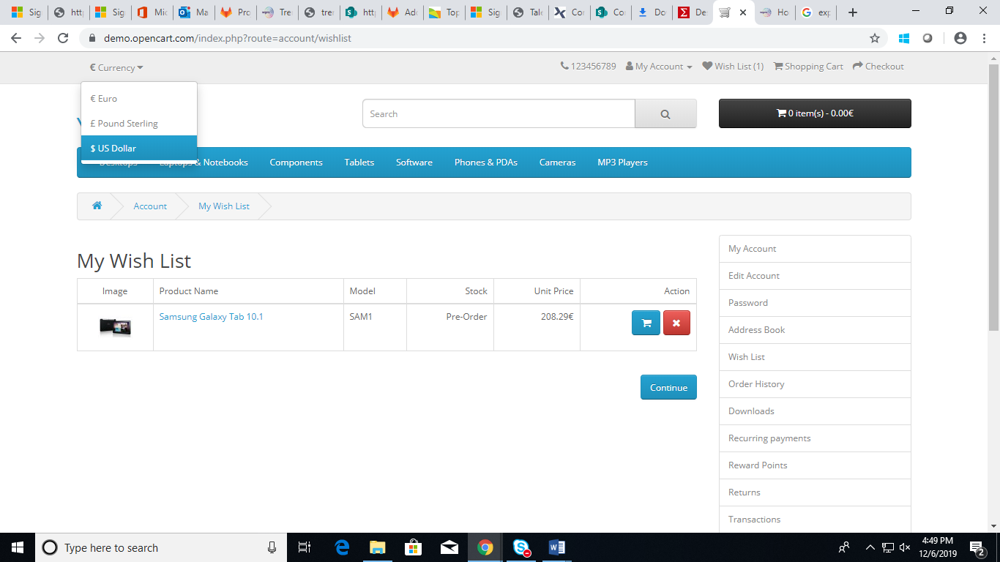 Sig
http
Sig
Mic
Ma
Pro
Tre
tre
http
Ado
Top
Sig
Tale
Cor
Co
Do
De
Ho
exp
demo.opencart.com/index.php?route=account/wishlist
€ Currency
123456789 My Account Wish List (1) Shopping Cart Checkout
€ Euro
£ Pound Sterling
$ US Dollar
Search
0 item(s) - 0.00€
Desktops Laptops & Notebooks Components Tablets Software Phones & PDAs Cameras MP3 Players
Account My Wish List
My Wish List
Image Product Name Model Stock Unit Price Action
Samsung Galaxy Tab 10.1 SAM1 Pre-Order 208.29€
Continue
My Account
Edit Account
Password
Address Book
Wish List
Order History
Downloads
Recurring payments
Reward Points
Returns
Transactions
Type here to search
4:49 PM
12/6/2019
2